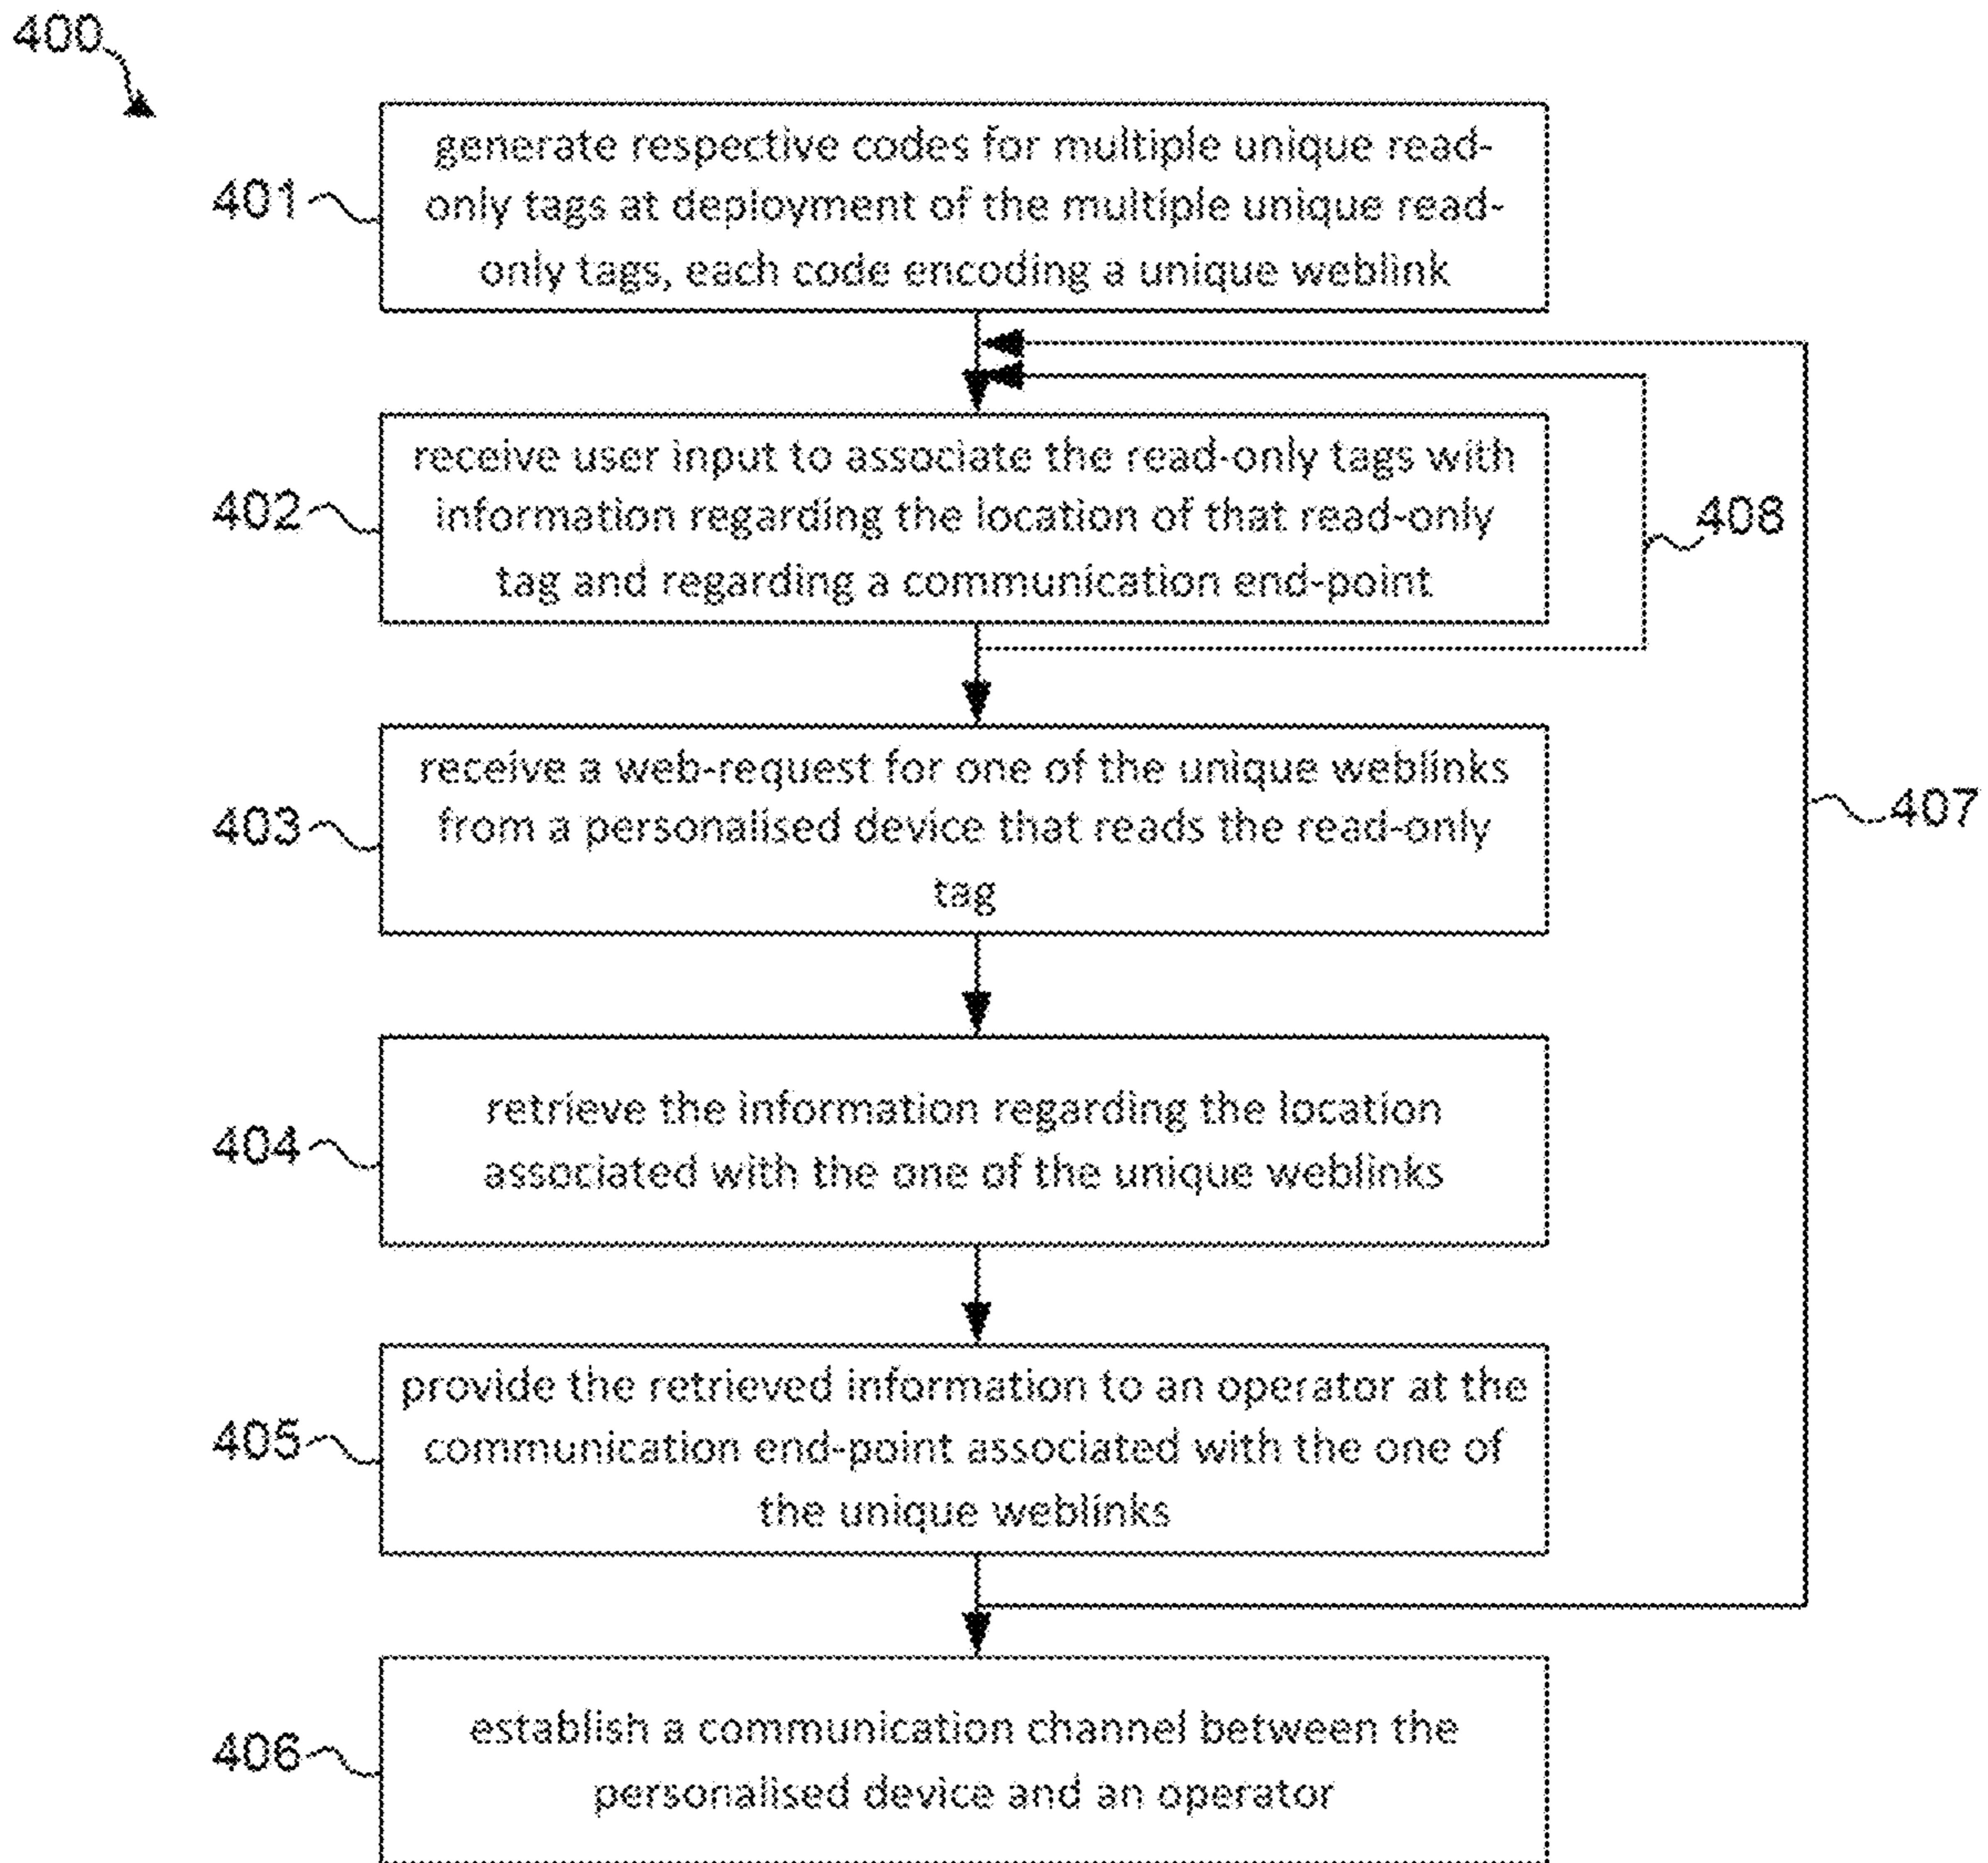 400
401
generate respective codes for multiple unique read-
only tags at deployment of the multiple unique read-
only tags, each code encoding a unique weblink
402
receive user input to associate the read-only tags with
information regarding the location of that read-only
tag and regarding a communication end-point
408
403
receive a web-request for one of the unique weblinks
from a personalised device that reads the read-only
tag
407
404
retrieve the information regarding the location
associated with the one of the unique weblinks
405
provide the retrieved information to an operator at the
communication end-point associated with the one of
the unique weblinks
406
establish a communication channel between the
personalised device and an operator